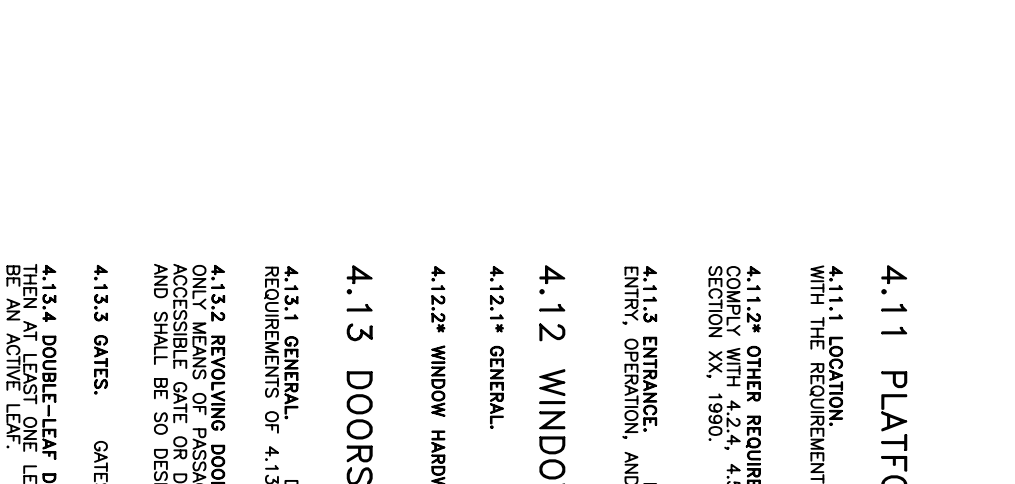 4.11 PLATFO
4.11.1 LOCATION.
WITH THE REQUIREMENT
4.11.2* OTHER REQUIRE
COMPLY WITH 4.2.4, 4.5
SECTION XX, 1990.
4.11.3 ENTRANCE.
ENTRY, OPERATION, AND
4.12 WINDO
4.12.1* GENERAL.
4.12.2* WINDOW HARDW
4.13 DOORS
4.13.1 GENERAL.
REQUIREMENTS OF 4.13
4.13.2 REVOLVING DOO
ONLY MEANS OF PASSA
ACCESSIBLE GATE OR D
AND SHALL BE SO DESI
4.13.3 GATES. GATE
4.13.4 DOUBLE-LEAF D
THEN AT LEAST ONE LE
BE AN ACTIVE LEAF.